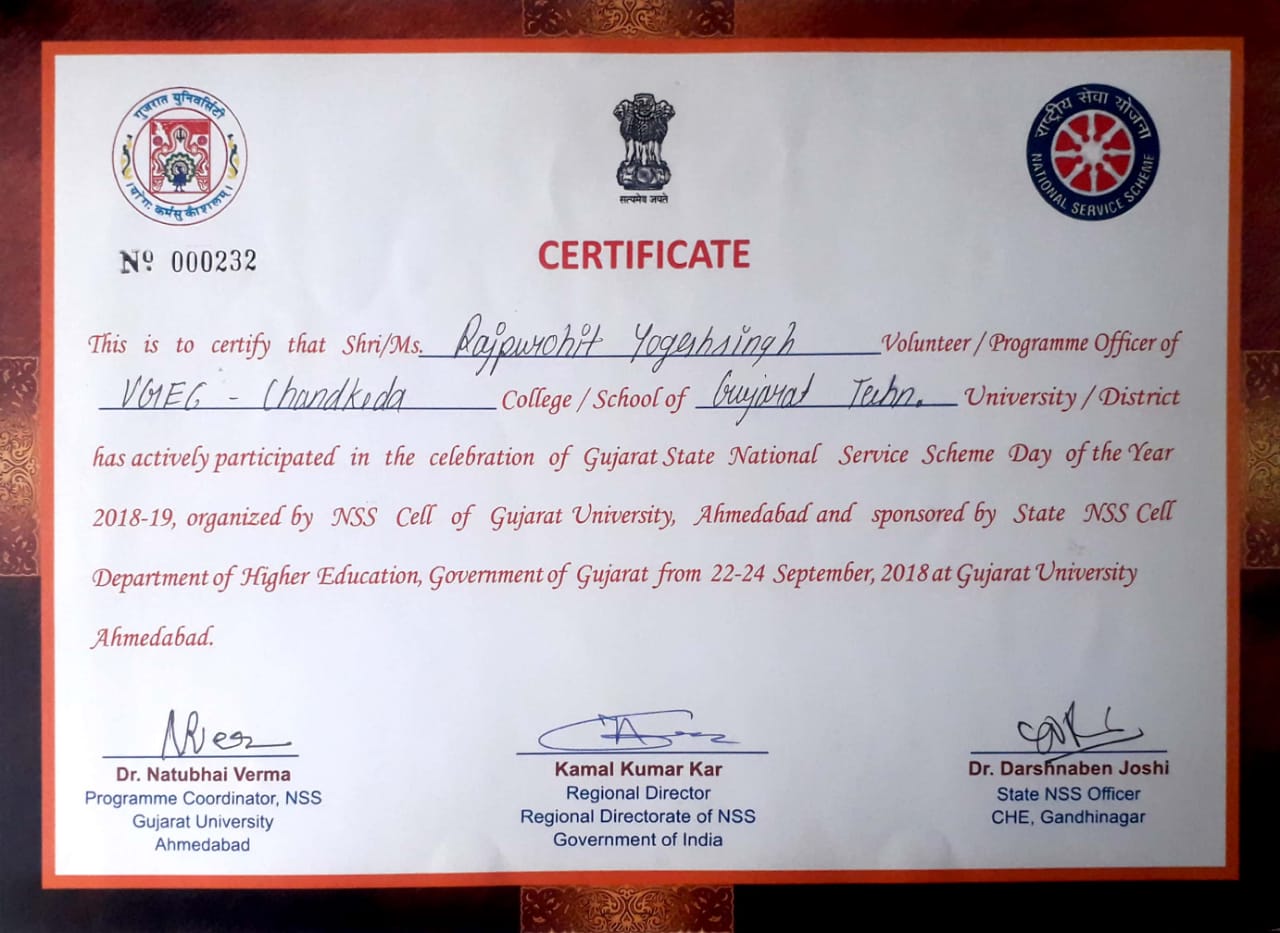 गुजरात युनिवर्सिटी
योगः कर्मसु कौशलम्
सत्यमेव जयते
राष्ट्रीय सेवा योजना
NATIONAL SERVICE SCHEME
Nº 000232
CERTIFICATE
This is to certify that Shri/Ms. Rajpurohit Yogeshsingh Volunteer / Programme Officer of
VGEC - Chandkeda College / School of Gujarat Techn. University / District
has actively participated in the celebration of Gujarat State National Service Scheme Day of the Year
2018-19, organized by NSS Cell of Gujarat University, Ahmedabad and sponsored by State NSS Cell
Department of Higher Education, Government of Gujarat from 22-24 September, 2018 at Gujarat University
Ahmedabad.
Dr. Natubhai Verma
Programme Coordinator, NSS
Gujarat University
Ahmedabad
Kamal Kumar Kar
Regional Director
Regional Directorate of NSS
Government of India
Dr. Darshnaben Joshi
State NSS Officer
CHE, Gandhinagar